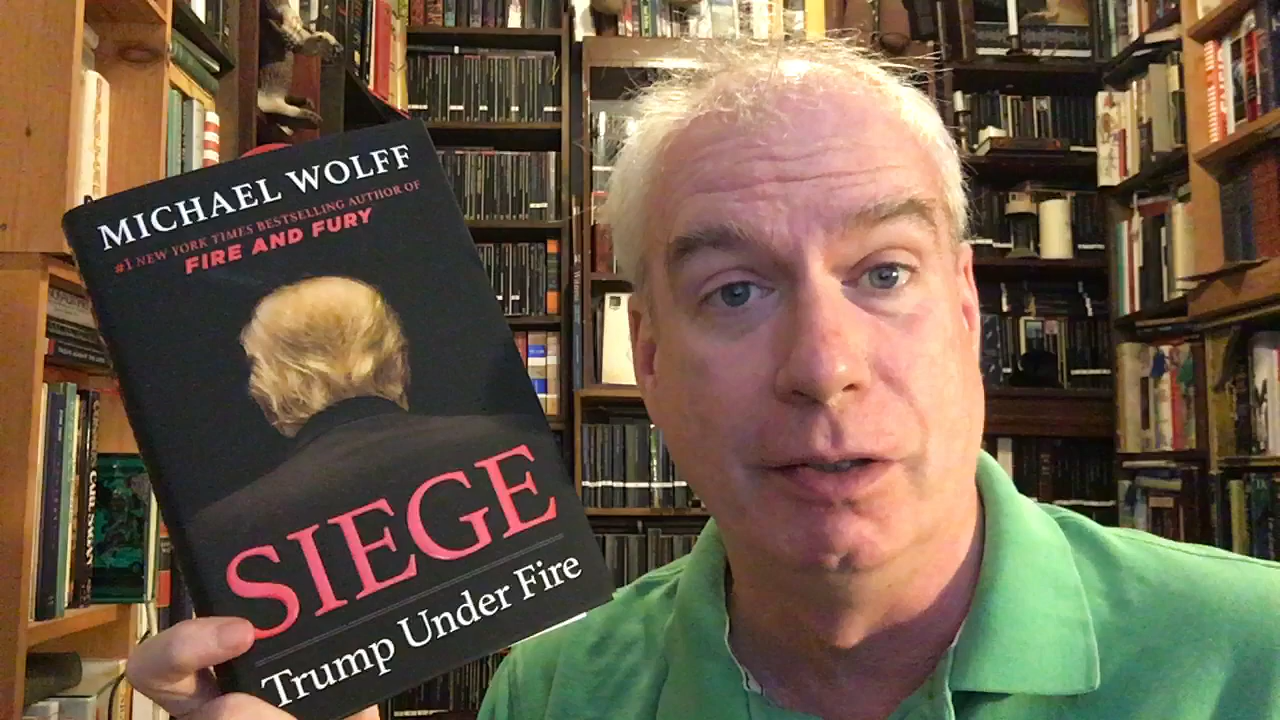 MICHAEL WOLFF
#1 NEW YORK TIMES BESTSELLING AUTHOR OF
FIRE AND FURY
SIEGE
Trump Under Fire